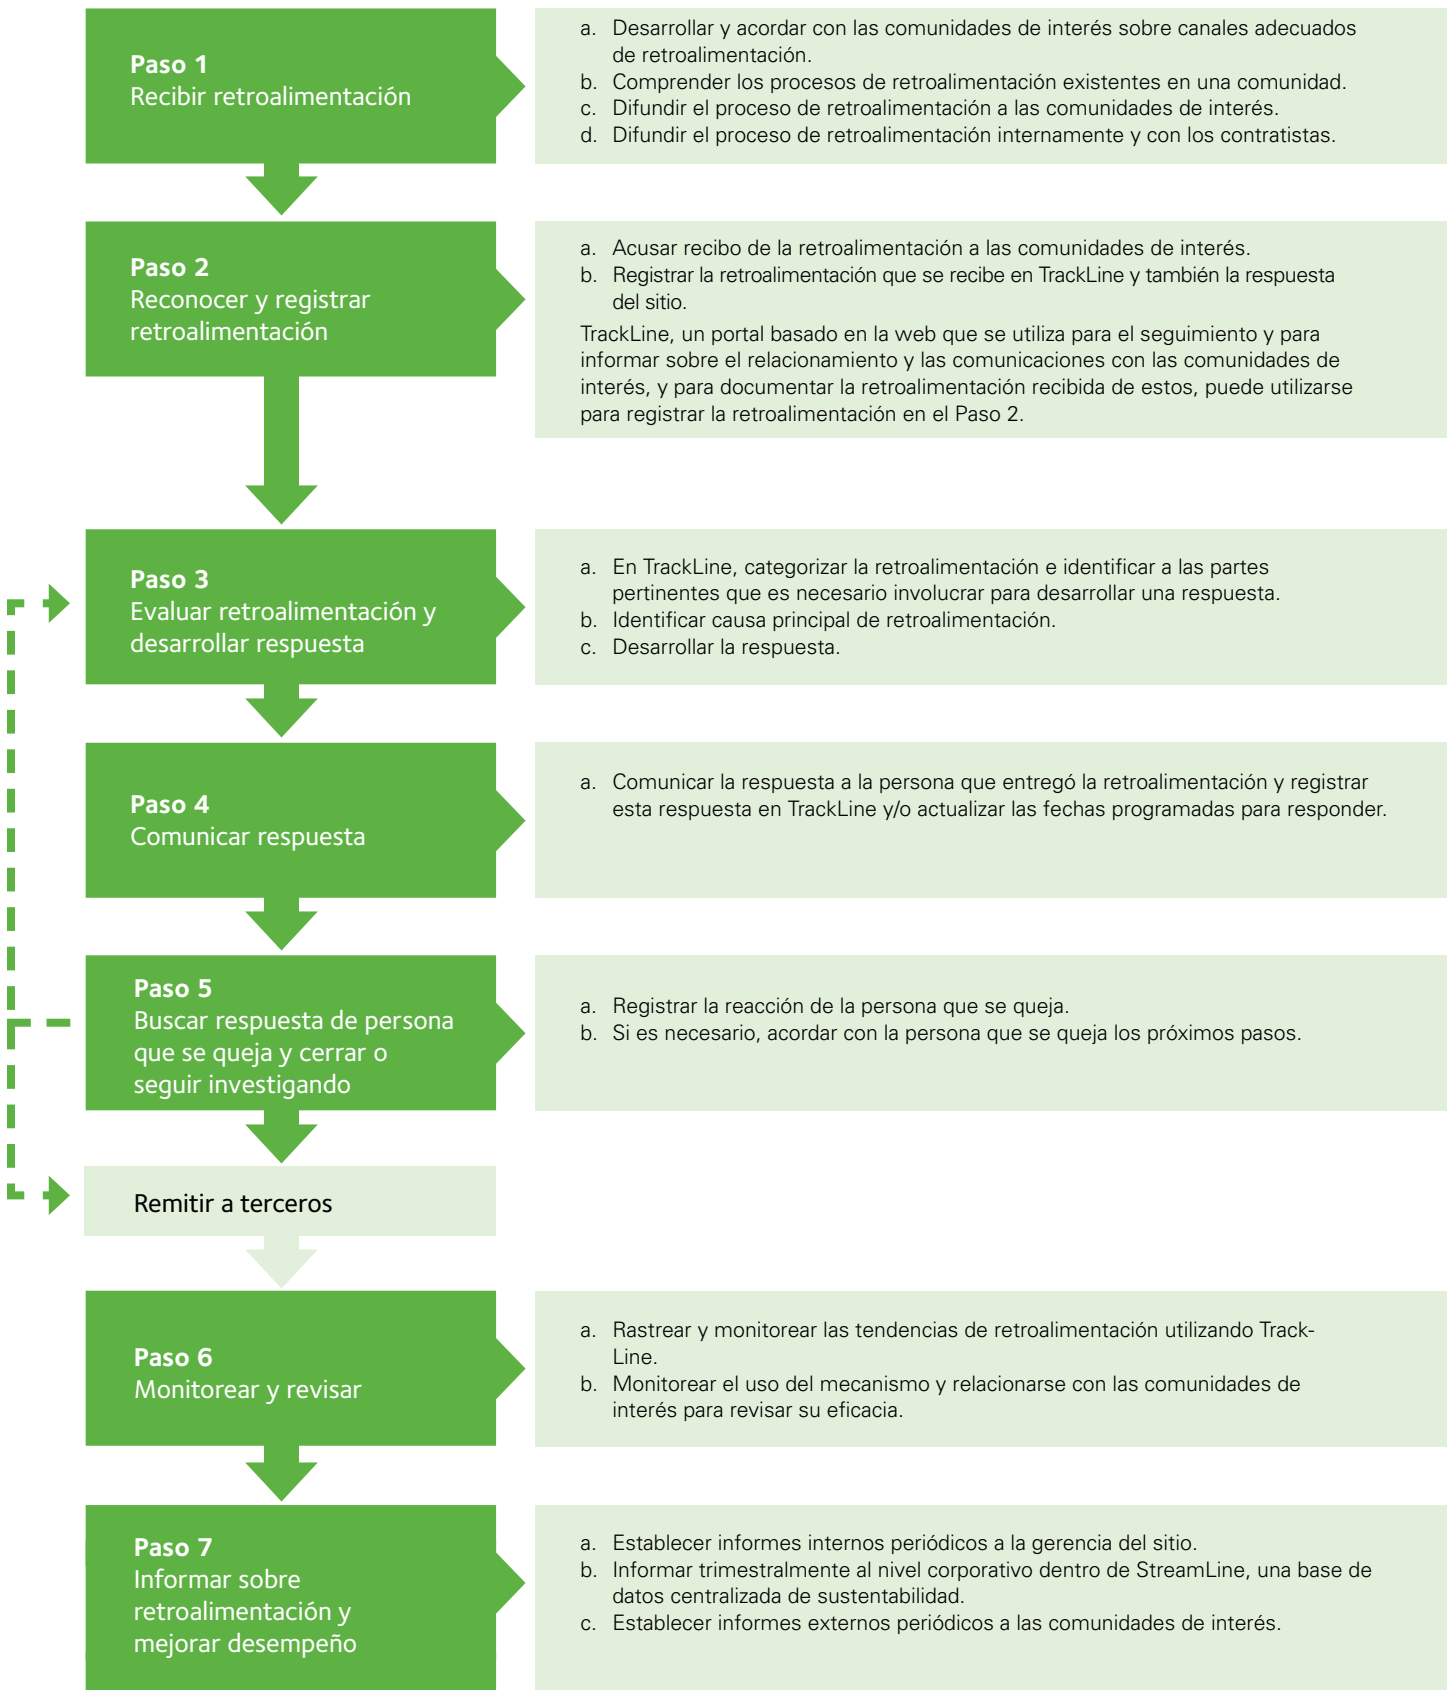 Paso 1
Recibir retroalimentación
a. Desarrollar y acordar con las comunidades de interés sobre canales adecuados
de retroalimentación.
b. Comprender los procesos de retroalimentación existentes en una comunidad.
c. Difundir el proceso de retroalimentación a las comunidades de interés.
d. Difundir el proceso de retroalimentación internamente y con los contratistas.
Paso 2
Reconocer y registrar
retroalimentación
a. Acusar recibo de la retroalimentación a las comunidades de interés.
b. Registrar la retroalimentación que se recibe en TrackLine y también la respuesta
del sitio.
TrackLine, un portal basado en la web que se utiliza para el seguimiento y para
informar sobre el relacionamiento y las comunicaciones con las comunidades de
interés, y para documentar la retroalimentación recibida de estos, puede utilizarse
para registrar la retroalimentación en el Paso 2.
Paso 3
Evaluar retroalimentación y
desarrollar respuesta
a. En TrackLine, categorizar la retroalimentación e identificar a las partes
pertinentes que es necesario involucrar para desarrollar una respuesta.
b. Identificar causa principal de retroalimentación.
c. Desarrollar la respuesta.
Paso 4
Comunicar respuesta
a. Comunicar la respuesta a la persona que entregó la retroalimentación y registrar
esta respuesta en TrackLine y/o actualizar las fechas programadas para responder.
Paso 5
Buscar respuesta de persona
que se queja y cerrar o
seguir investigando
a. Registrar la reacción de la persona que se queja.
b. Si es necesario, acordar con la persona que se queja los próximos pasos.
Remitir a terceros
Paso 6
Monitorear y revisar
a. Rastrear y monitorear las tendencias de retroalimentación utilizando Track-
Line.
b. Monitorear el uso del mecanismo y relacionarse con las comunidades de
interés para revisar su eficacia.
Paso 7
Informar sobre
retroalimentación y
mejorar desempeño
a. Establecer informes internos periódicos a la gerencia del sitio.
b. Informar trimestralmente al nivel corporativo dentro de StreamLine, una base de
datos centralizada de sustentabilidad.
c. Establecer informes externos periódicos a las comunidades de interés.